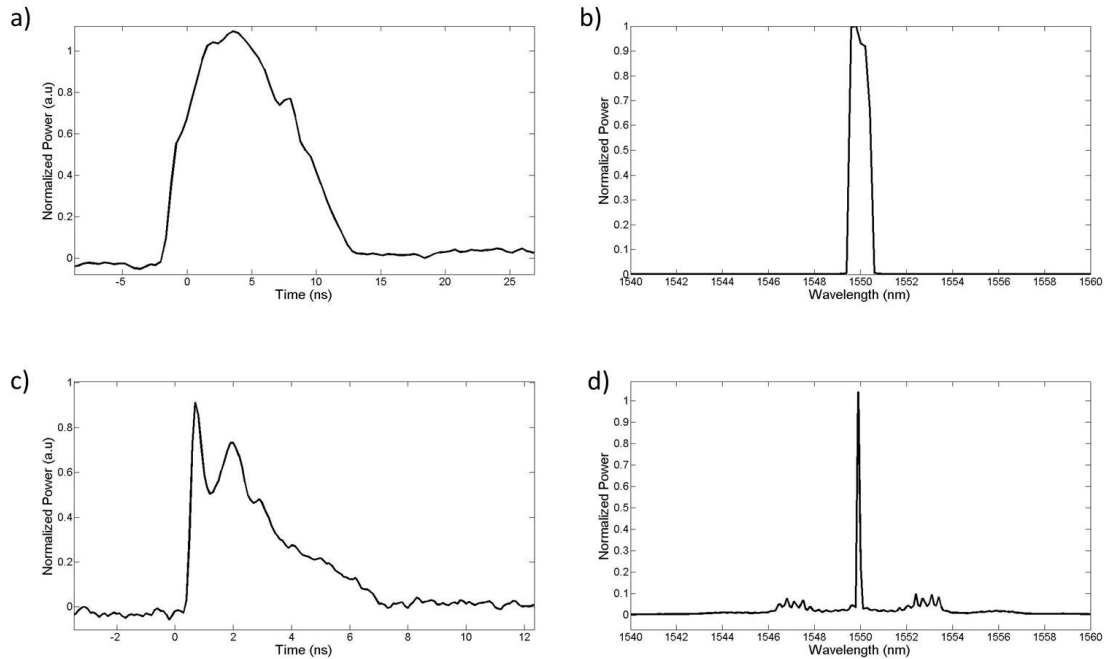 a)
Normalized Power (a.u)
1
0.8
0.6
0.4
0.2
0
-5 0 5 10 15 20 25
Time (ns)
b)
Normalized Power
1
0.9
0.8
0.7
0.6
0.5
0.4
0.3
0.2
0.1
0
1540 1542 1544 1546 1548 1550 1552 1554 1556 1558 1560
Wavelength (nm)
c)
Normalized Power (a.u)
1
0.8
0.6
0.4
0.2
0
-2 0 2 4 6 8 10 12
Time (ns)
d)
Normalized Power
1
0.9
0.8
0.7
0.6
0.5
0.4
0.3
0.2
0.1
0
1540 1542 1544 1546 1548 1550 1552 1554 1556 1558 1560
Wavelength (nm)